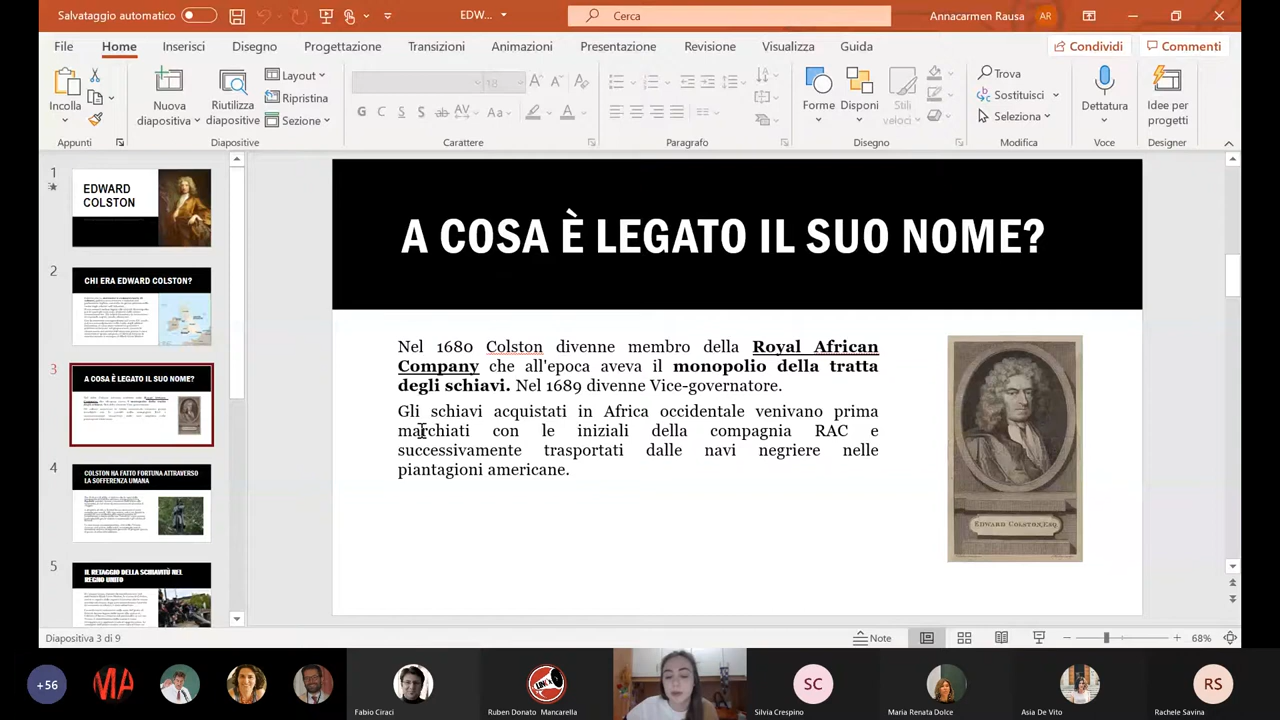 Salvataggio automatico
EDW...
Cerca
Annacarmen Rausa
AR
File Home Inserisci Disegno Progettazione Transizioni Animazioni Presentazione Revisione Visualizza Guida
Condividi
Commenti
Incolla
Nuova diapositiva
Riutilizza diapositive
Layout
Ripristina
Sezione
18
G C S S ab AV Aa A
Forme
Disponi
Stili veloci
Trova
Sostituisci
Seleziona
Dettatura
Idee per progetti
Appunti Diapositive Carattere Paragrafo Disegno Modifica Voce Designer
1
EDWARD
COLSTON
2
CHI ERA EDWARD COLSTON?
3
A COSA È LEGATO IL SUO NOME?
4
COLSTON HA FATTO FORTUNA ATTRAVERSO
LA SOFFERENZA UMANA
5
IL RETAGGIO DELLA SCHIAVITÙ NEL
REGNO UNITO
A COSA È LEGATO IL SUO NOME?
Nel 1680 Colston divenne membro della Royal African
Company che all'epoca aveva il monopolio della tratta
degli schiavi. Nel 1689 divenne Vice-governatore.
Gli schiavi acquistati in Africa occidentale venivano prima
marchiati con le iniziali della compagnia RAC e
successivamente trasportati dalle navi negriere nelle
piantagioni americane.
EDWARD COLSTON, ESQ
Diapositiva 3 di 9
Note
68%
+56
MA
Fabio Ciraci
Ruben Donato Mancarella
SC
Silvia Crespino
Maria Renata Dolce
Asia De Vito
RS
Rachele Savina